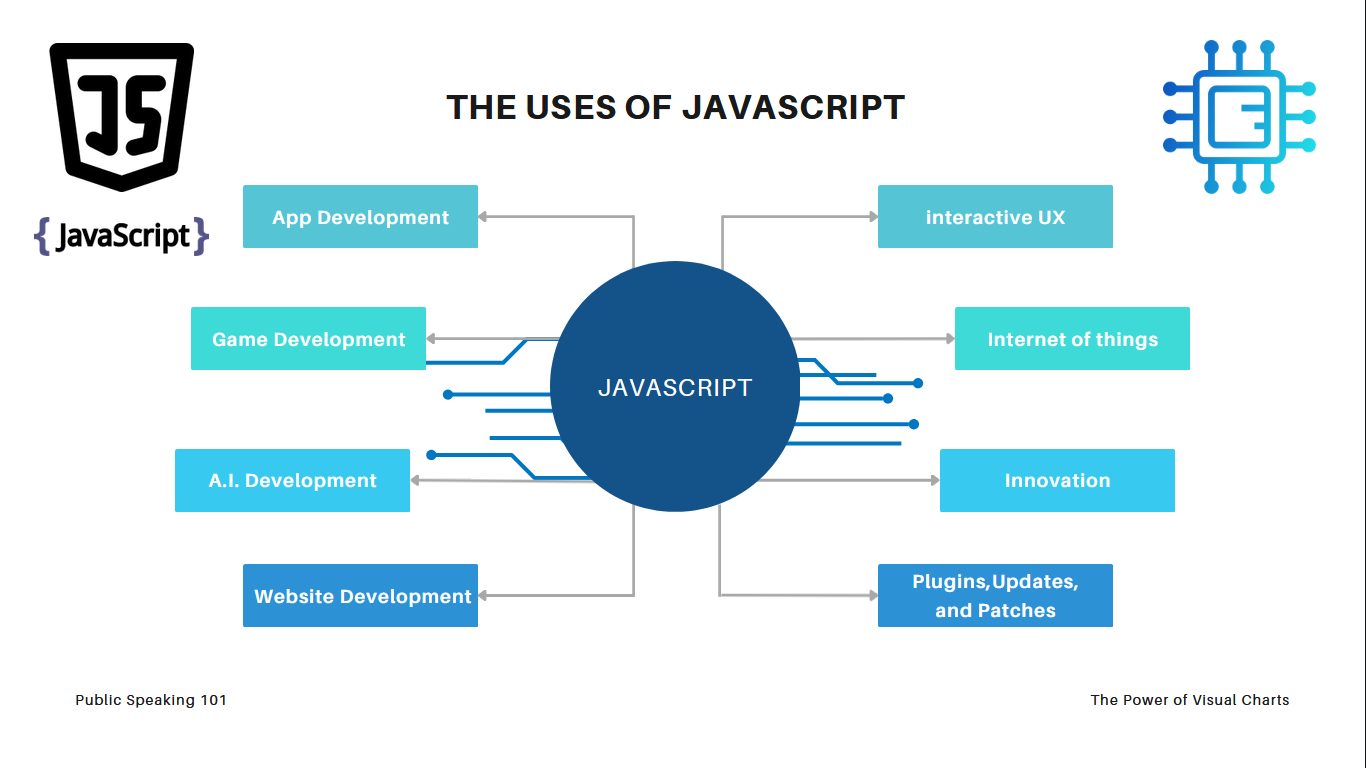 JS
{ JavaScript }
THE USES OF JAVASCRIPT
App Development
interactive UX
Game Development
Internet of things
JAVASCRIPT
A.I. Development
Innovation
Website Development
Plugins,Updates,
and Patches
Public Speaking 101
The Power of Visual Charts